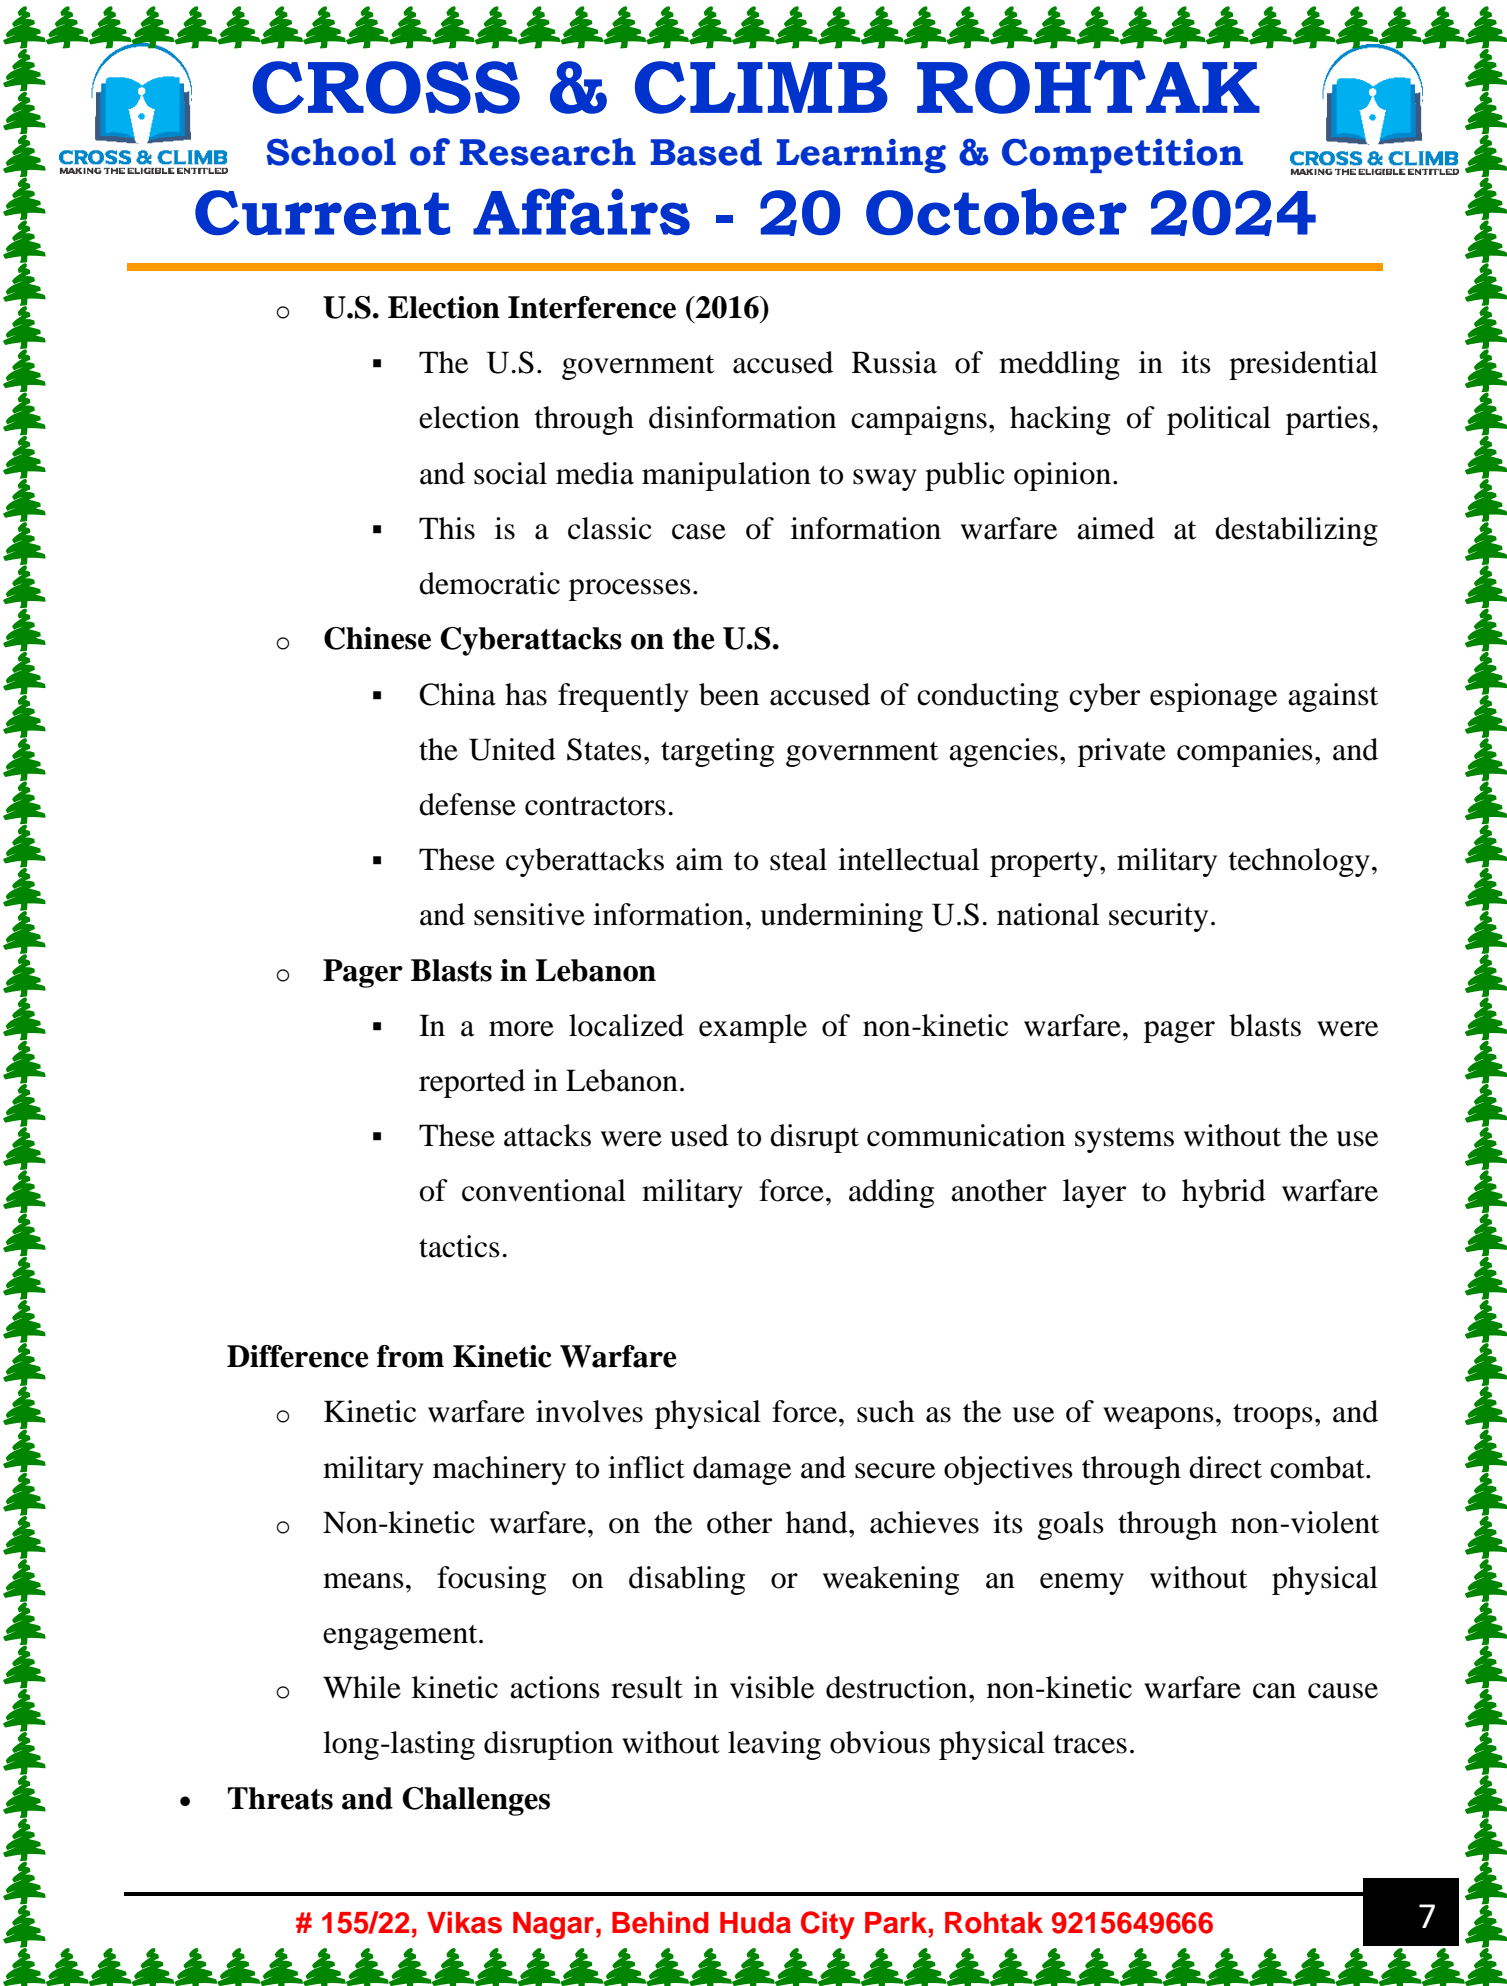 CROSS & CLIMB ROHTAK
School of Research Based Learning & Competition
CROSS & CLIMB
MAKING THE ELIGIBLE ENTITLED
CROSS & CLIMB
MAKING THE ELIGIBLE ENTITLED
Current Affairs - 20 October 2024
o U.S. Election Interference (2016)
▪ The U.S. government accused Russia of meddling in its presidential
election through disinformation campaigns, hacking of political parties,
and social media manipulation to sway public opinion.
▪ This is a classic case of information warfare aimed at destabilizing
democratic processes.
o Chinese Cyberattacks on the U.S.
▪ China has frequently been accused of conducting cyber espionage against
the United States, targeting government agencies, private companies, and
defense contractors.
▪ These cyberattacks aim to steal intellectual property, military technology,
and sensitive information, undermining U.S. national security.
o Pager Blasts in Lebanon
▪ In a more localized example of non-kinetic warfare, pager blasts were
reported in Lebanon.
▪ These attacks were used to disrupt communication systems without the use
of conventional military force, adding another layer to hybrid warfare
tactics.
Difference from Kinetic Warfare
o Kinetic warfare involves physical force, such as the use of weapons, troops, and
military machinery to inflict damage and secure objectives through direct combat.
o Non-kinetic warfare, on the other hand, achieves its goals through non-violent
means, focusing on disabling or weakening an enemy without physical
engagement.
o While kinetic actions result in visible destruction, non-kinetic warfare can cause
long-lasting disruption without leaving obvious physical traces.
• Threats and Challenges
# 155/22, Vikas Nagar, Behind Huda City Park, Rohtak 9215649666
7